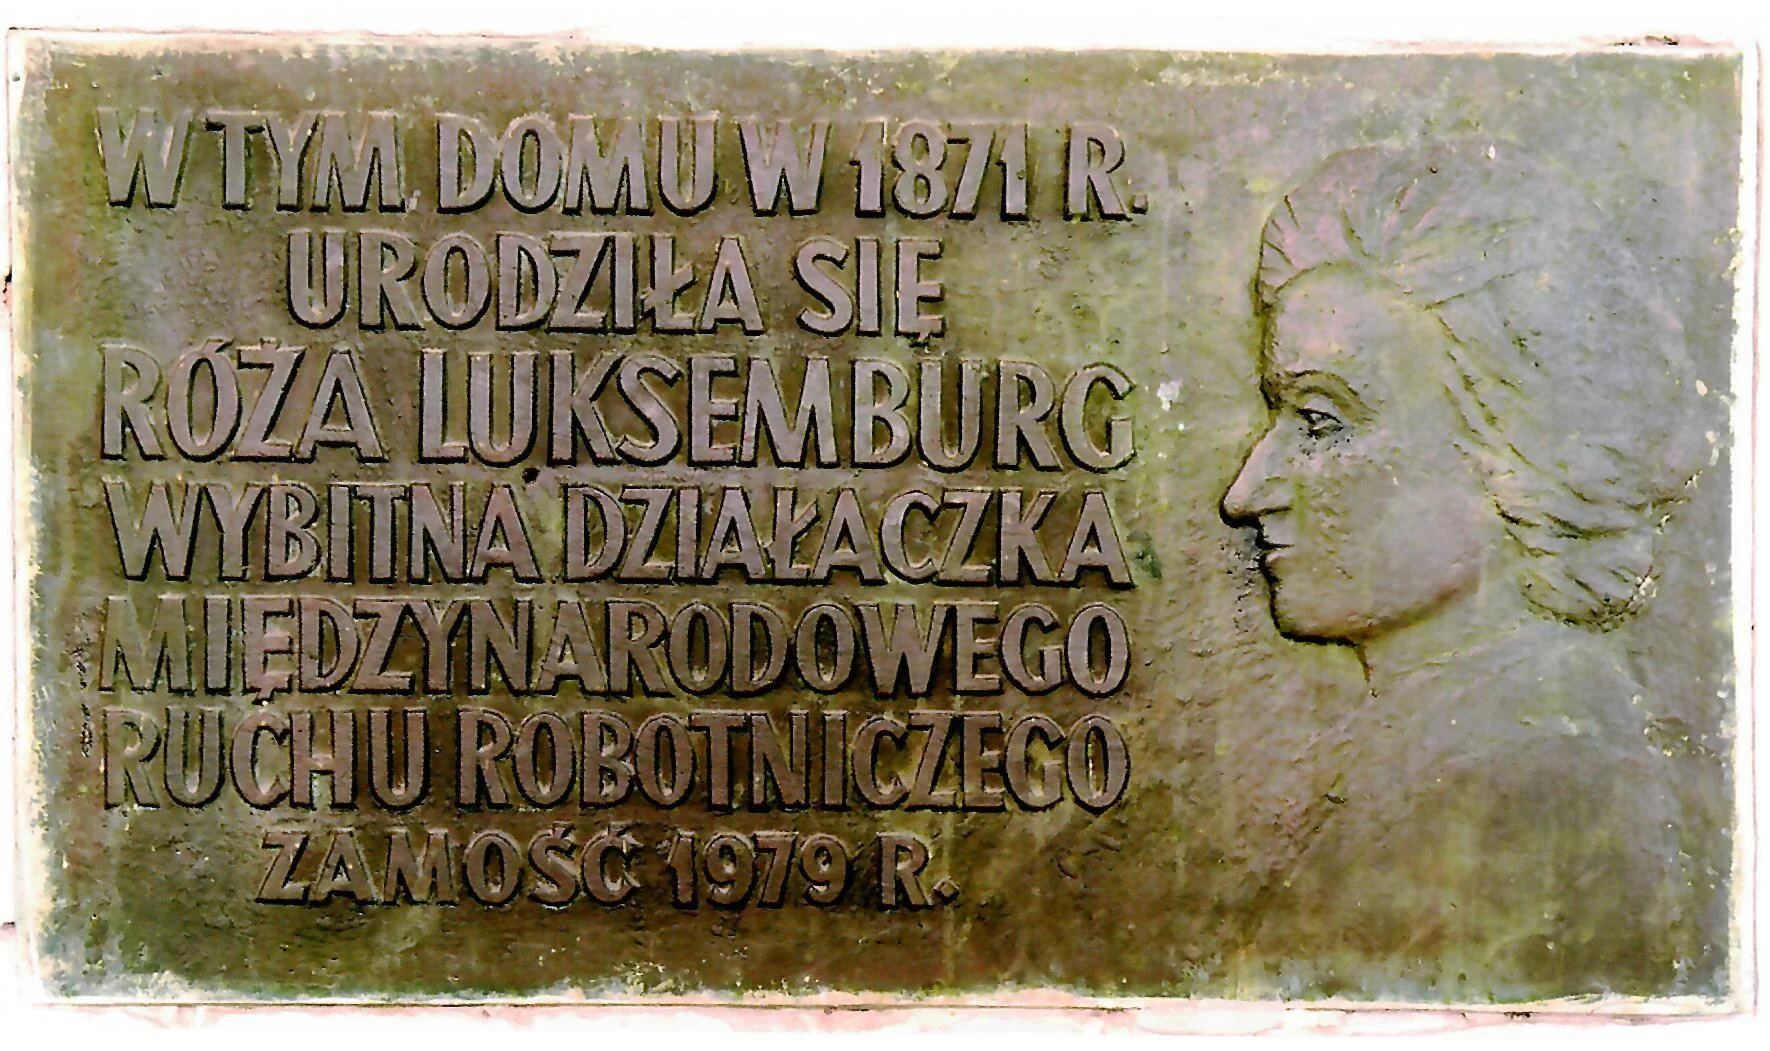 W TYM DOMU W 1871 R.
URODZIŁA SIĘ
RÓŻA LUKSEMBURG
WYBITNA DZIAŁACZKA
MIĘDZYNARODOWEGO
RUCHU ROBOTNICZEGO
ZAMOŚĆ 1979 R.